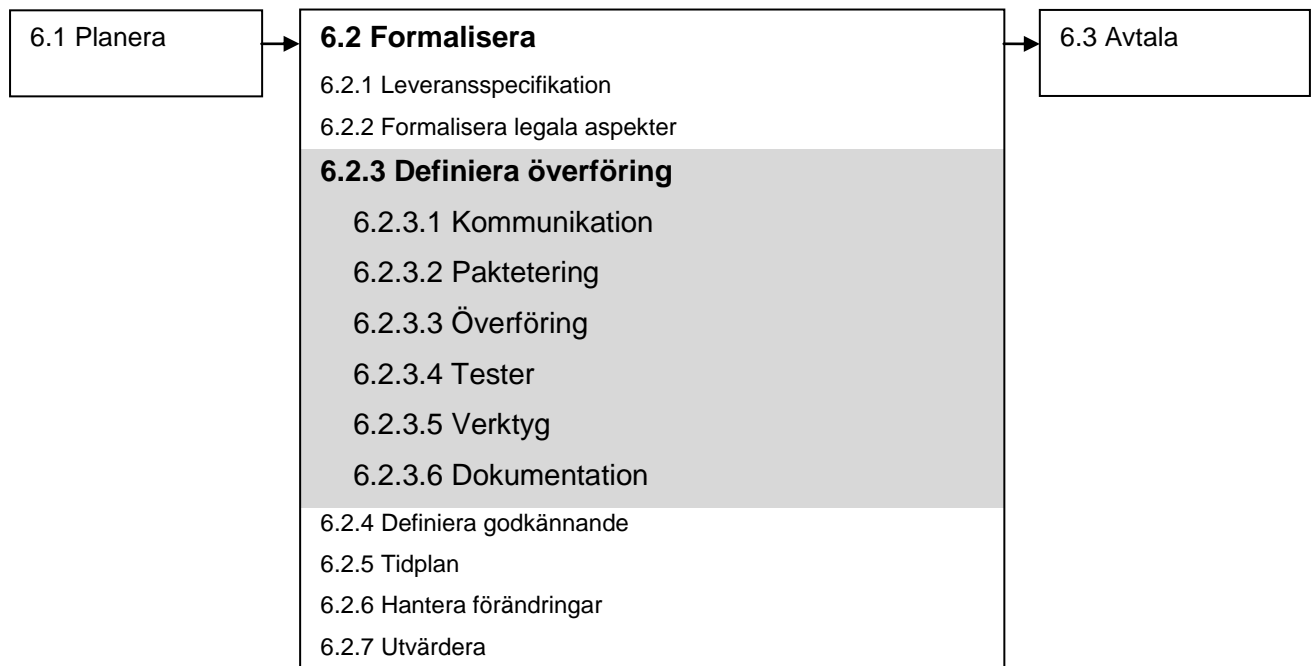 6.1 Planera
6.2 Formalisera
6.2.1 Leveransspecifikation
6.2.2 Formalisera legala aspekter
6.2.3 Definiera överföring
6.2.3.1 Kommunikation
6.2.3.2 Paktetering
6.2.3.3 Överföring
6.2.3.4 Tester
6.2.3.5 Verktyg
6.2.3.6 Dokumentation
6.2.4 Definiera godkännande
6.2.5 Tidplan
6.2.6 Hantera förändringar
6.2.7 Utvärdera
6.3 Avtala